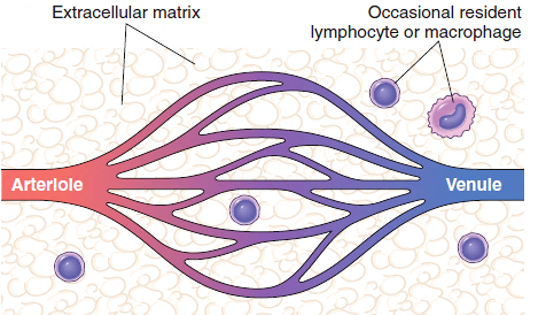 Extracellular matrix
Occasional resident
lymphocyte or macrophage
Arteriole
Venule